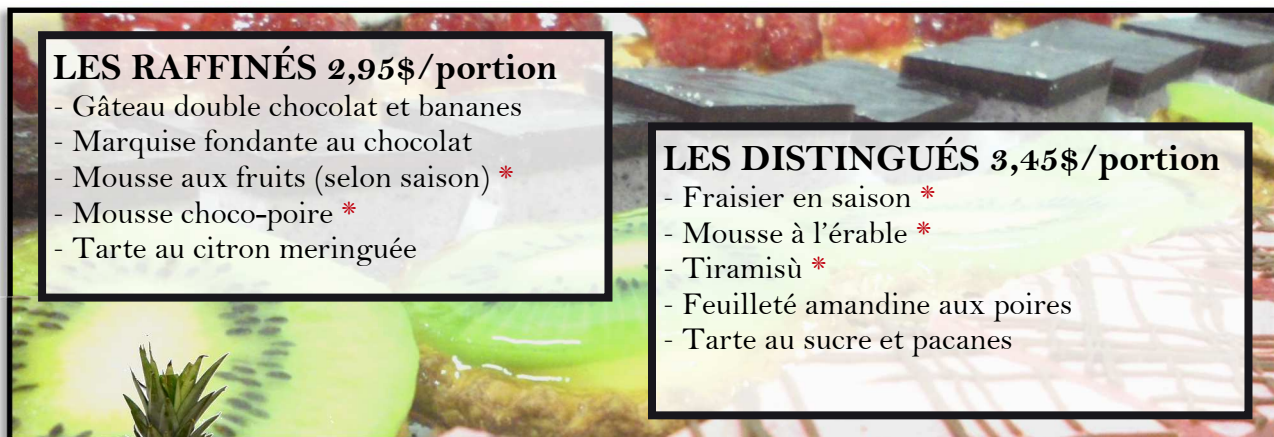 LES RAFFINÉS 2,95$/portion
- Gâteau double chocolat et bananes
- Marquise fondante au chocolat
- Mousse aux fruits (selon saison) *
- Mousse choco-poire *
- Tarte au citron meringuée
LES DISTINGUÉS 3,45$/portion
- Fraisier en saison *
- Mousse à l’érable *
- Tiramisù *
- Feuilleté amandine aux poires
- Tarte au sucre et pacanes